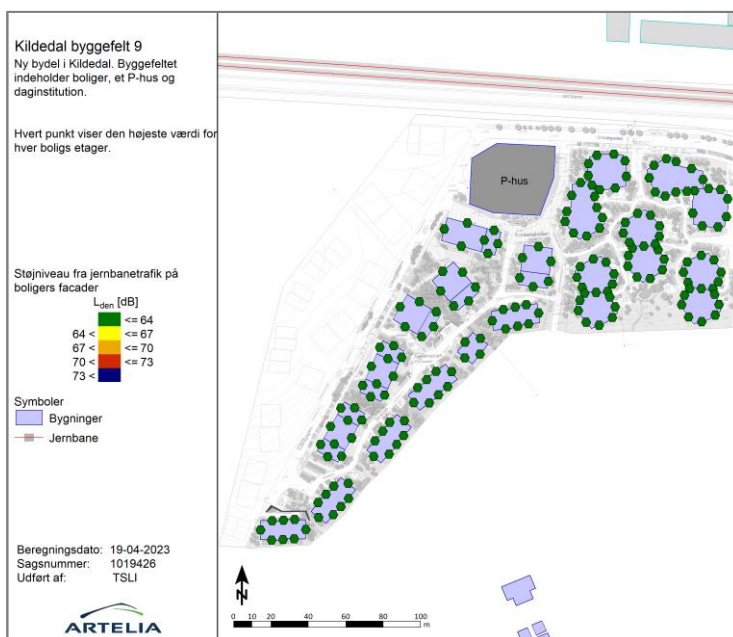 Kildedal byggefelt 9
Ny bydel i Kildedal. Byggefeltet
indeholder boliger, et P-hus og
daginstitution.
Hvert punkt viser den højeste værdi for
hver boligs etager.
Støjniveau fra jernbanetrafik på
boligers facader
Lden [dB]
<= 64
64 < <= 67
67 < <= 70
70 < <= 73
73 <
Symboler
Bygninger
Jernbane
Beregningsdato: 19-04-2023
Sagsnummer: 1019426
Udført af: TSLI
ARTELIA
P-hus
N
0 10 20 40 60 80 100
m